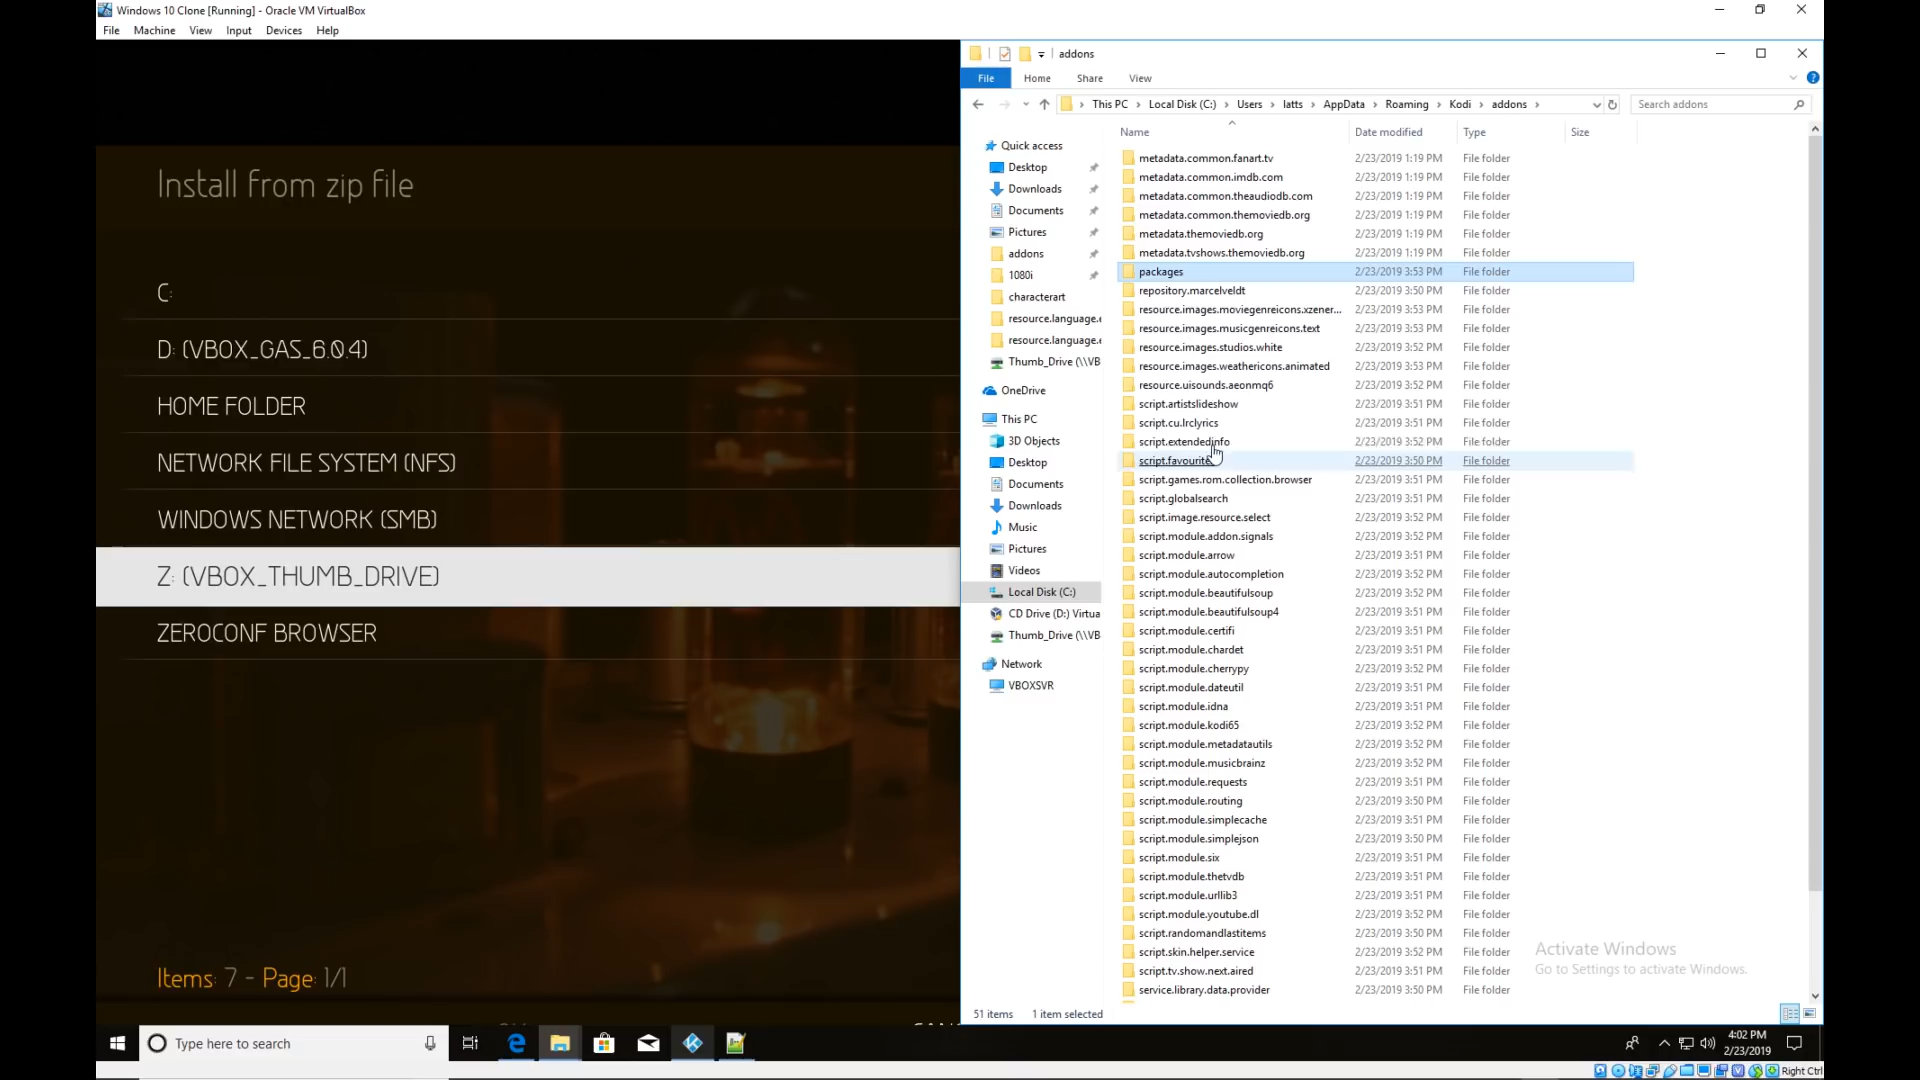 Windows 10 Clone [Running] - Oracle VM VirtualBox
File Machine View Input Devices Help
Install from zip file
C:
D: (VBOX_GAS_6.0.4)
HOME FOLDER
NETWORK FILE SYSTEM (NFS)
WINDOWS NETWORK (SMB)
Z: (VBOX_THUMB_DRIVE)
ZEROCONF BROWSER
Items: 7 - Page: 1/1
addons
File Home Share View
This PC Local Disk (C:) Users latts AppData Roaming Kodi addons
Search addons
Quick access
Desktop
Downloads
Documents
Pictures
addons
1080i
characterart
resource.language.e
resource.language.e
Thumb_Drive (\\VB
OneDrive
This PC
3D Objects
Desktop
Documents
Downloads
Music
Pictures
Videos
Local Disk (C:)
CD Drive (D:) Virtua
Thumb_Drive (\\VB
Network
VBOXSVR
Name Date modified Type Size
metadata.common.fanart.tv 2/23/2019 1:19 PM File folder
metadata.common.imdb.com 2/23/2019 1:19 PM File folder
metadata.common.theaudiodb.com 2/23/2019 1:19 PM File folder
metadata.common.themoviedb.org 2/23/2019 1:19 PM File folder
metadata.themoviedb.org 2/23/2019 1:19 PM File folder
metadata.tvshows.themoviedb.org 2/23/2019 1:19 PM File folder
packages 2/23/2019 3:53 PM File folder
repository.marcelveldt 2/23/2019 3:50 PM File folder
resource.images.moviegenreicons.xzener... 2/23/2019 3:53 PM File folder
resource.images.musicgenreicons.text 2/23/2019 3:53 PM File folder
resource.images.studios.white 2/23/2019 3:52 PM File folder
resource.images.weathericons.animated 2/23/2019 3:53 PM File folder
resource.uisounds.aeonmq6 2/23/2019 3:52 PM File folder
script.artistslideshow 2/23/2019 3:51 PM File folder
script.cu.lrclyrics 2/23/2019 3:51 PM File folder
script.extendedinfo 2/23/2019 3:52 PM File folder
script.favourite 2/23/2019 3:50 PM File folder
script.games.rom.collection.browser 2/23/2019 3:51 PM File folder
script.globalsearch 2/23/2019 3:51 PM File folder
script.image.resource.select 2/23/2019 3:52 PM File folder
script.module.addon.signals 2/23/2019 3:52 PM File folder
script.module.arrow 2/23/2019 3:51 PM File folder
script.module.autocompletion 2/23/2019 3:52 PM File folder
script.module.beautifulsoup 2/23/2019 3:52 PM File folder
script.module.beautifulsoup4 2/23/2019 3:51 PM File folder
script.module.certifi 2/23/2019 3:51 PM File folder
script.module.chardet 2/23/2019 3:51 PM File folder
script.module.cherrypy 2/23/2019 3:52 PM File folder
script.module.dateutil 2/23/2019 3:51 PM File folder
script.module.idna 2/23/2019 3:51 PM File folder
script.module.kodi65 2/23/2019 3:52 PM File folder
script.module.metadatautils 2/23/2019 3:52 PM File folder
script.module.musicbrainz 2/23/2019 3:51 PM File folder
script.module.requests 2/23/2019 3:51 PM File folder
script.module.routing 2/23/2019 3:50 PM File folder
script.module.simplecache 2/23/2019 3:51 PM File folder
script.module.simplejson 2/23/2019 3:50 PM File folder
script.module.six 2/23/2019 3:51 PM File folder
script.module.thetvdb 2/23/2019 3:51 PM File folder
script.module.urllib3 2/23/2019 3:51 PM File folder
script.module.youtube.dl 2/23/2019 3:52 PM File folder
script.randomandlastitems 2/23/2019 3:50 PM File folder
script.skin.helper.service 2/23/2019 3:52 PM File folder
script.tv.show.next.aired 2/23/2019 3:51 PM File folder
service.library.data.provider 2/23/2019 3:50 PM File folder
Activate Windows
Go to Settings to activate Windows.
51 items 1 item selected
Type here to search
4:02 PM
2/23/2019
Right Ctrl